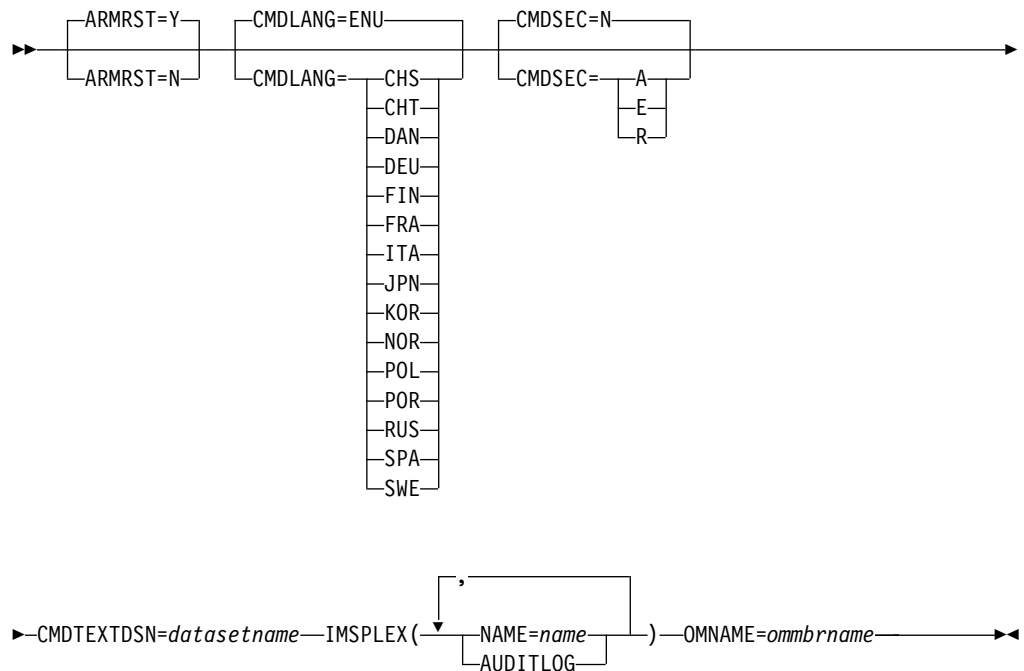 ARMRST=Y CMDLANG=ENU CMDSEC=N
ARMRST=N CMDLANG= CHS CMDSEC= A
CHT E
DAN R
DEU
FIN
FRA
ITA
JPN
KOR
NOR
POL
POR
RUS
SPA
SWE
,
CMDTEXTDSN=datasetname IMSPLEX( NAME=name ) OMNAME=ommbrname
AUDITLOG